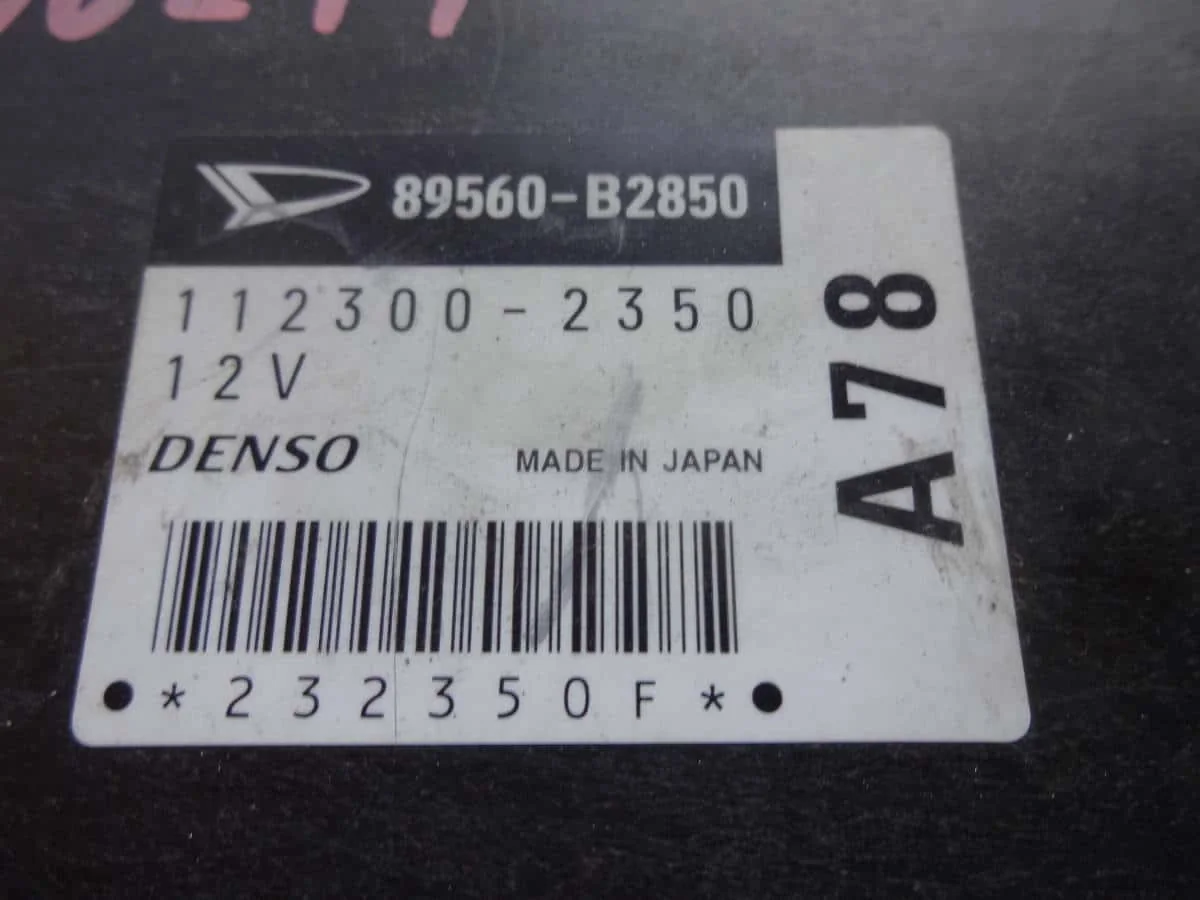 89560-B2850
112300-2350
12V
DENSO
MADE IN JAPAN
A78
*232350F*